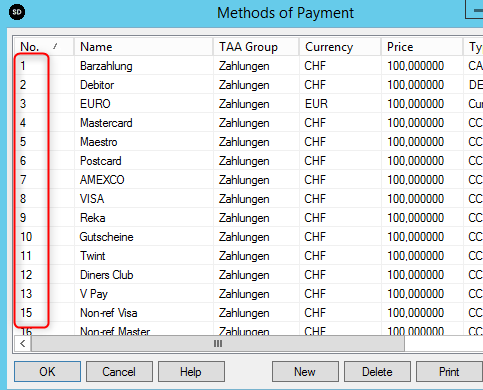 SD Methods of Payment
No. Name TAA Group Currency Price
1 Barzahlung Zahlungen CHF 100,000000 CA
2 Debitor Zahlungen CHF 100,000000 DE
3 EURO Zahlungen EUR 100,000000 Cur
4 Mastercard Zahlungen CHF 100,000000 CC
5 Maestro Zahlungen CHF 100,000000 CC
6 Postcard Zahlungen CHF 100,000000 CC
7 AMEXCO Zahlungen CHF 100,000000 CC
8 VISA Zahlungen CHF 100,000000 CC
9 Reka Zahlungen CHF 100,000000 CC
10 Gutscheine Zahlungen CHF 100,000000 CC
11 Twint Zahlungen CHF 100,000000 CC
12 Diners Club Zahlungen CHF 100,000000 CC
13 V Pay Zahlungen CHF 100,000000 CC
15 Non-ref Visa Zahlungen CHF 100,000000 CC
16 Non-ref Master Zahlungen CHF 100,000000 CC
OK Cancel Help New Delete Print